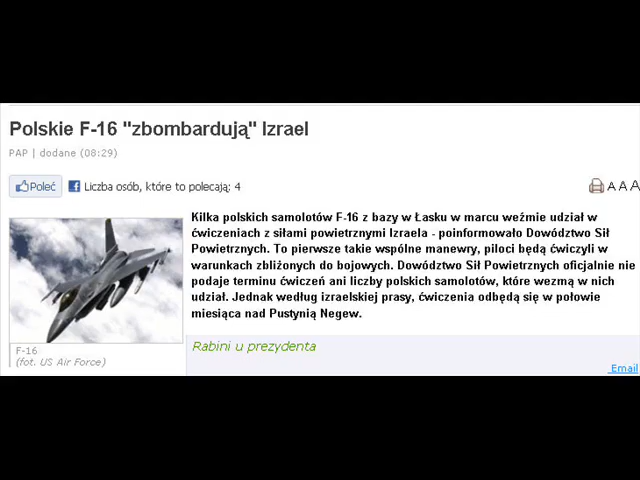 Polskie F-16 "zbombardują" Izrael
PAP | dodane (08:29)
Poleć Liczba osób, które to polecają: 4
A A A
Kilka polskich samolotów F-16 z bazy w Łasku w marcu weźmie udział w
ćwiczeniach z siłami powietrznymi Izraela - poinformowało Dowództwo Sił
Powietrznych. To pierwsze takie wspólne manewry, piloci będą ćwiczyli w
warunkach zbliżonych do bojowych. Dowództwo Sił Powietrznych oficjalnie nie
podaje terminu ćwiczeń ani liczby polskich samolotów, które wezmą w nich
udział. Jednak według izraelskiej prasy, ćwiczenia odbędą się w połowie
miesiąca nad Pustynią Negew.
F-16
(fot. US Air Force)
Rabini u prezydenta
Email